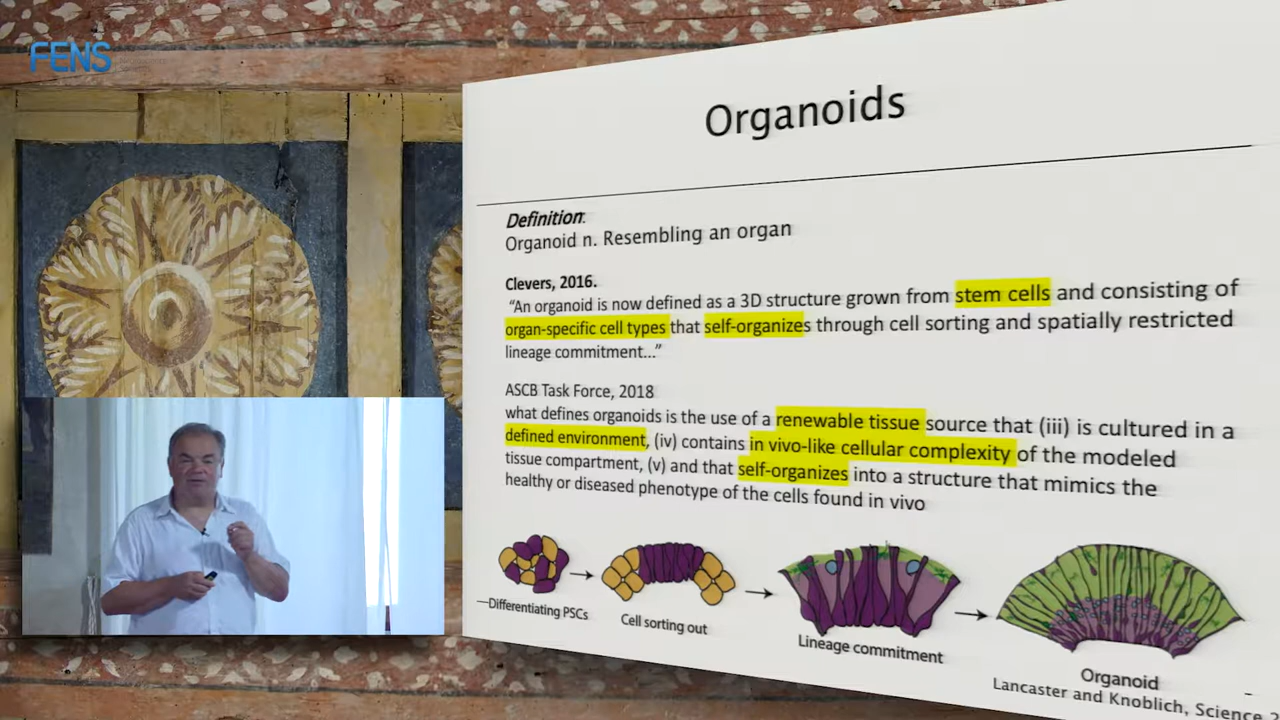 FENS
Organoids
Definition:
Organoid n. Resembling an organ
Clevers, 2016.
“An organoid is now defined as a 3D structure grown from stem cells and consisting of
organ-specific cell types that self-organizes through cell sorting and spatially restricted
lineage commitment...”
ASCB Task Force, 2018
what defines organoids is the use of a renewable tissue source that (iii) is cultured in a
defined environment, (iv) contains in vivo-like cellular complexity of the modeled
tissue compartment, (v) and that self-organizes into a structure that mimics the
healthy or diseased phenotype of the cells found in vivo
Differentiating PSCs
Cell sorting out
Lineage commitment
Organoid
Lancaster and Knoblich, Science